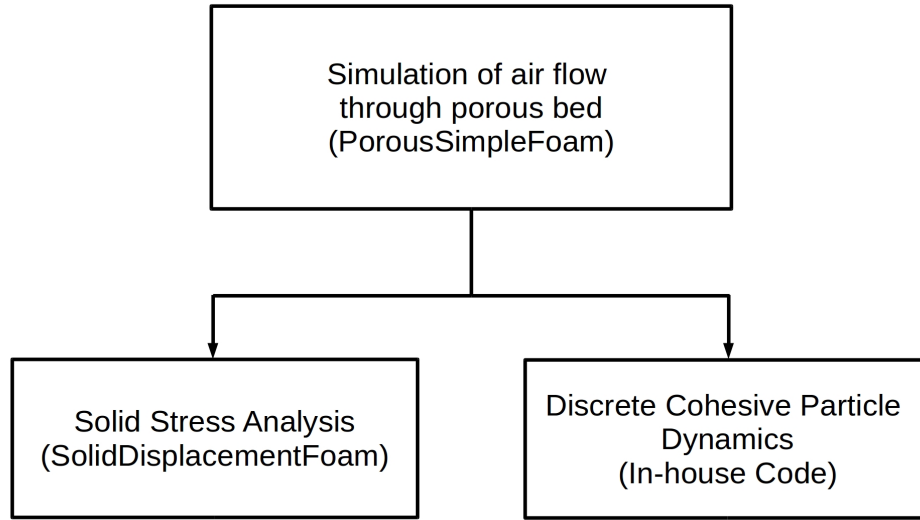 Simulation of air flow
through porous bed
(PorousSimpleFoam)
Solid Stress Analysis
(SolidDisplacementFoam)
Discrete Cohesive Particle
Dynamics
(In-house Code)